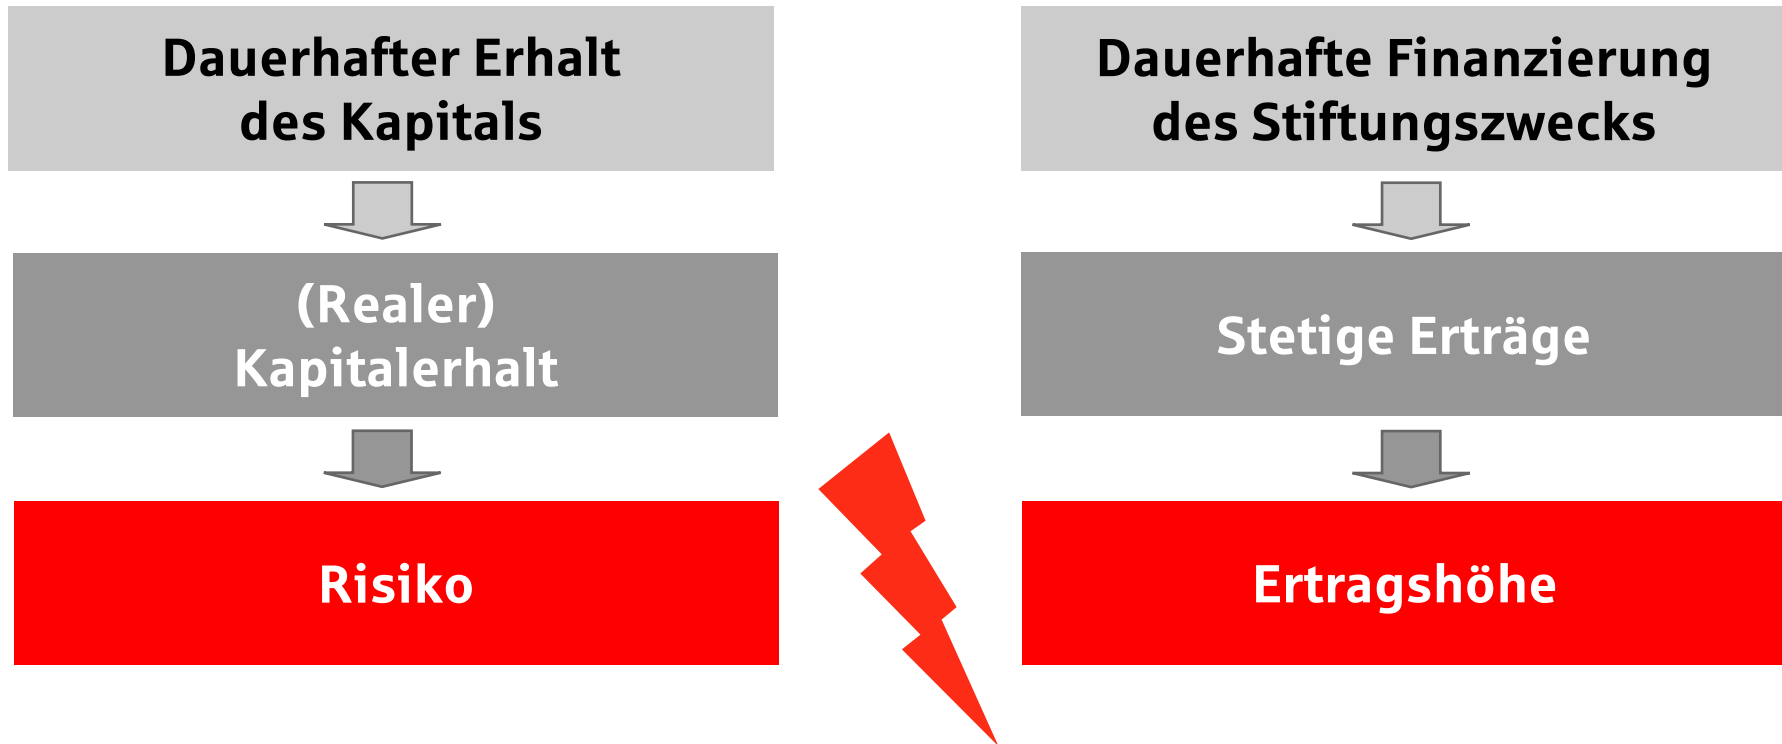 Dauerhafter Erhalt
des Kapitals
(Realer)
Kapitalerhalt
Risiko
Dauerhafte Finanzierung
des Stiftungszwecks
Stetige Erträge
Ertragshöhe